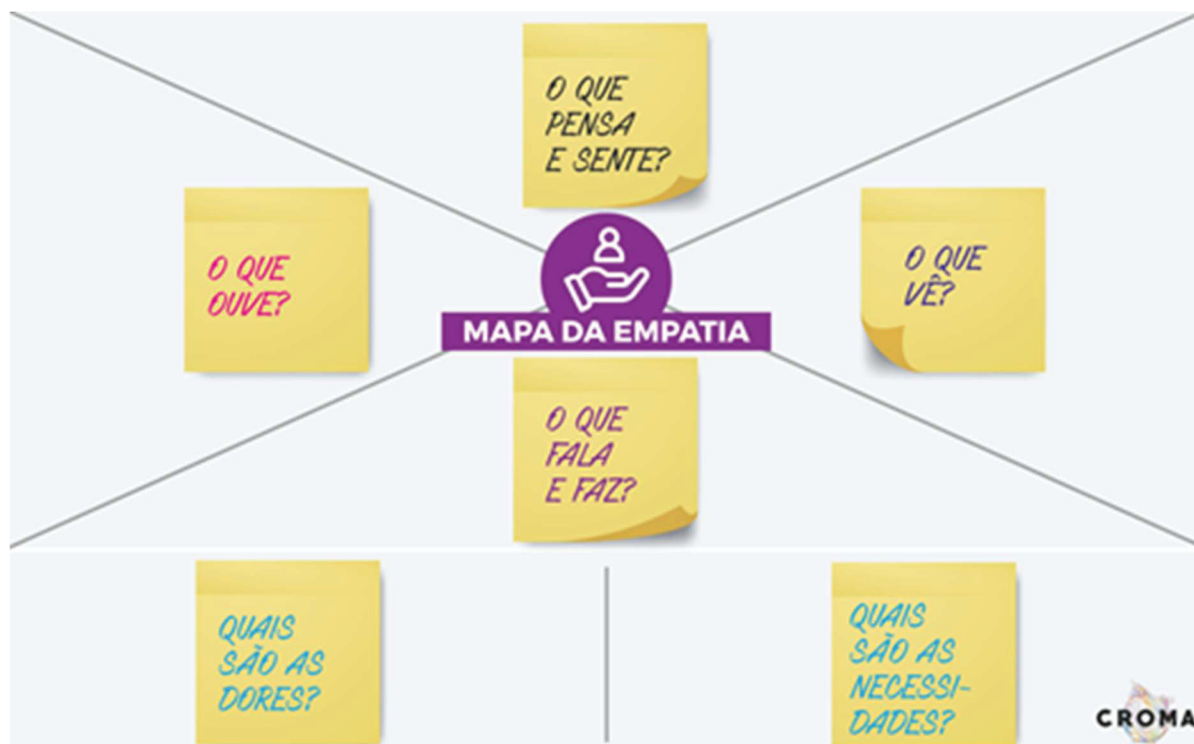 O QUE
PENSA
E SENTE?
O QUE
OUVE?
O QUE
VÊ?
MAPA DA EMPATIA
O QUE
FALA
E FAZ?
QUAIS
SÃO AS
DORES?
QUAIS
SÃO AS
NECESSI-
DADES?
CROMA